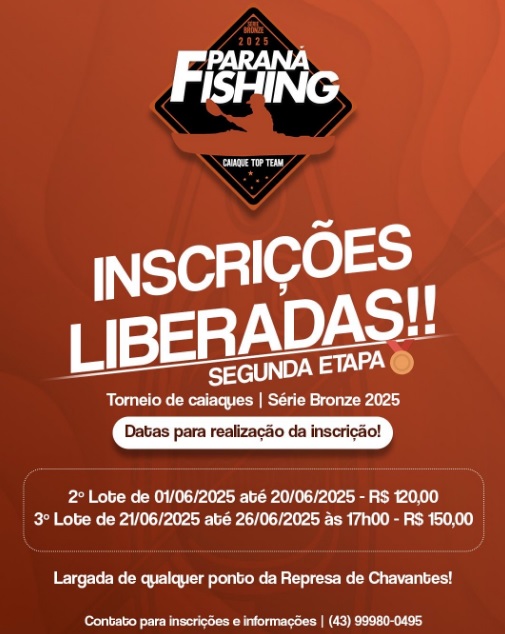 SÉRIE
BRONZE
2025
PARANÁ
FISHING
CAIAQUE TOP TEAM
INSCRIÇÕES
LIBERADAS!!
SEGUNDA ETAPA
Torneio de caiaques | Série Bronze 2025
Datas para realização da inscrição!
2º Lote de 01/06/2025 até 20/06/2025 - R$ 120,00
3º Lote de 21/06/2025 até 26/06/2025 às 17h00 - R$ 150,00
Largada de qualquer ponto da Represa de Chavantes!
Contato para inscrições e informações | (43) 99980-0495